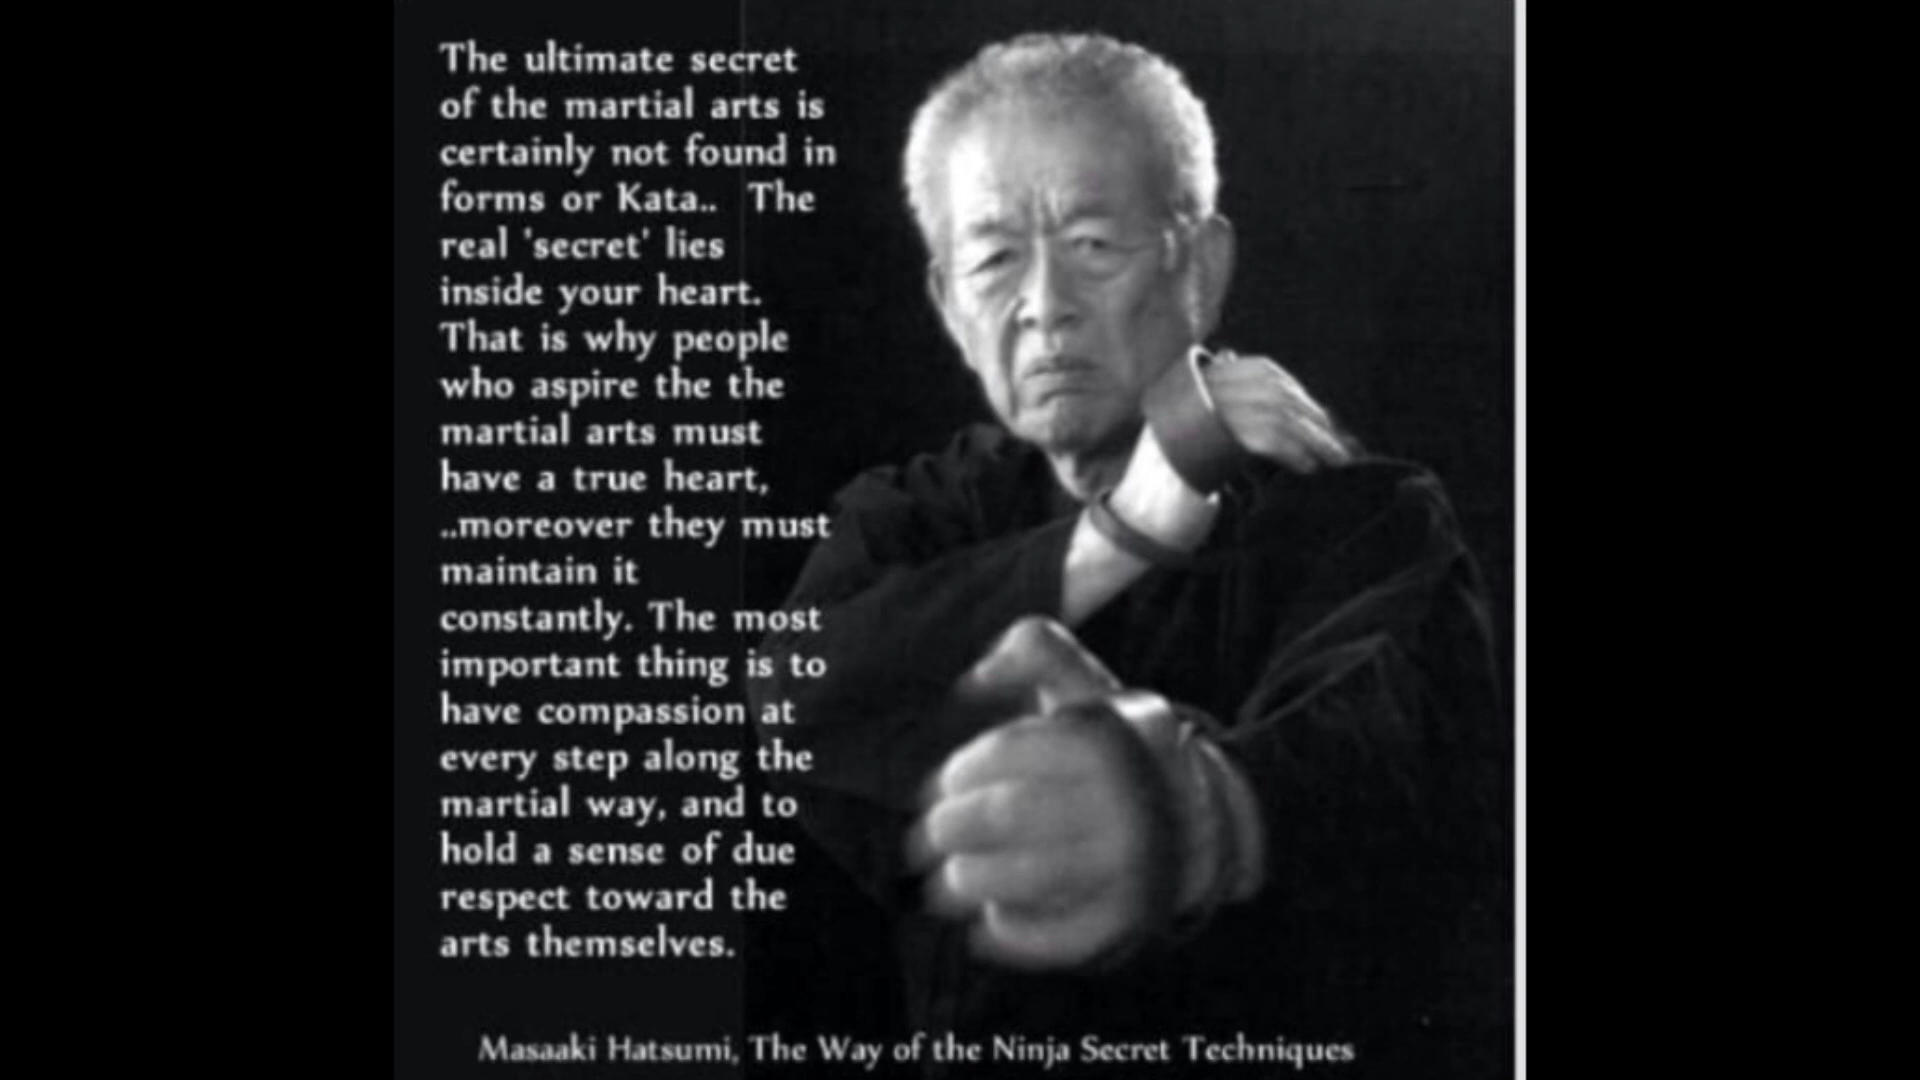 The ultimate secret
of the martial arts is
certainly not found in
forms or Kata.. The
real 'secret' lies
inside your heart.
That is why people
who aspire the the
martial arts must
have a true heart,
..moreover they must
maintain it
constantly. The most
important thing is to
have compassion at
every step along the
martial way, and to
hold a sense of due
respect toward the
arts themselves.
Masaaki Hatsumi, The Way of the Ninja Secret Techniques